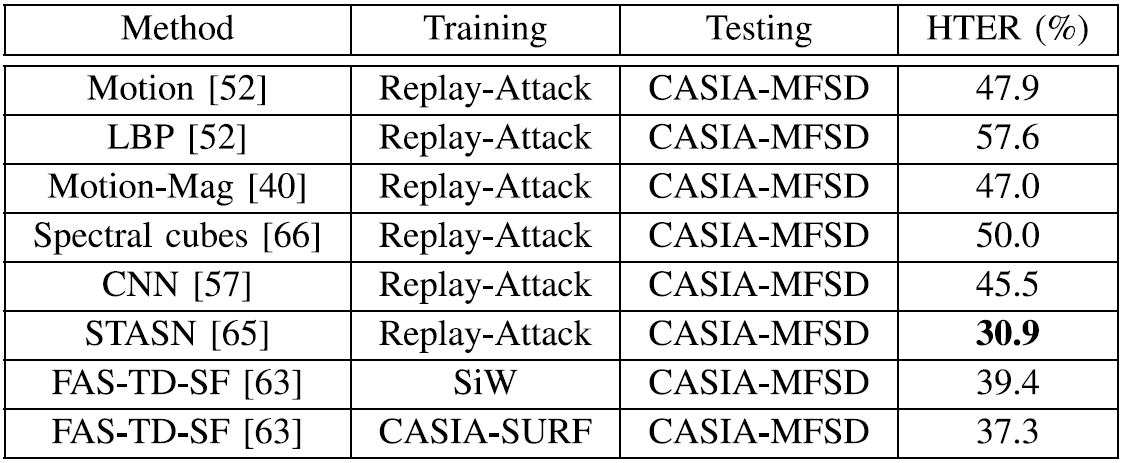 Method Training Testing HTER (%)
Motion [52] Replay-Attack CASIA-MFSD 47.9
LBP [52] Replay-Attack CASIA-MFSD 57.6
Motion-Mag [40] Replay-Attack CASIA-MFSD 47.0
Spectral cubes [66] Replay-Attack CASIA-MFSD 50.0
CNN [57] Replay-Attack CASIA-MFSD 45.5
STASN [65] Replay-Attack CASIA-MFSD 30.9
FAS-TD-SF [63] SiW CASIA-MFSD 39.4
FAS-TD-SF [63] CASIA-SURF CASIA-MFSD 37.3